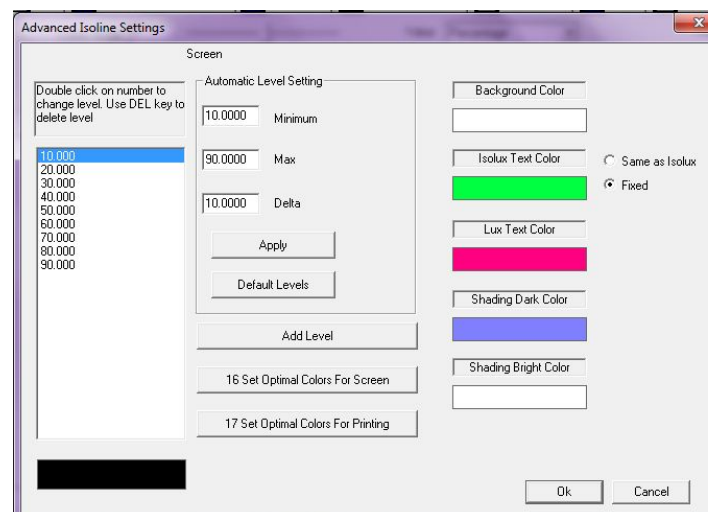 Advanced Isoline Settings
Screen
Double click on number to
change level. Use DEL key to
delete level
10.000
20.000
30.000
40.000
50.000
60.000
70.000
80.000
90.000
Automatic Level Setting
10.0000 Minimum
90.0000 Max
10.0000 Delta
Apply
Default Levels
Add Level
16 Set Optimal Colors For Screen
17 Set Optimal Colors For Printing
Background Color
Isolux Text Color
Same as Isolux
Fixed
Lux Text Color
Shading Dark Color
Shading Bright Color
Ok
Cancel